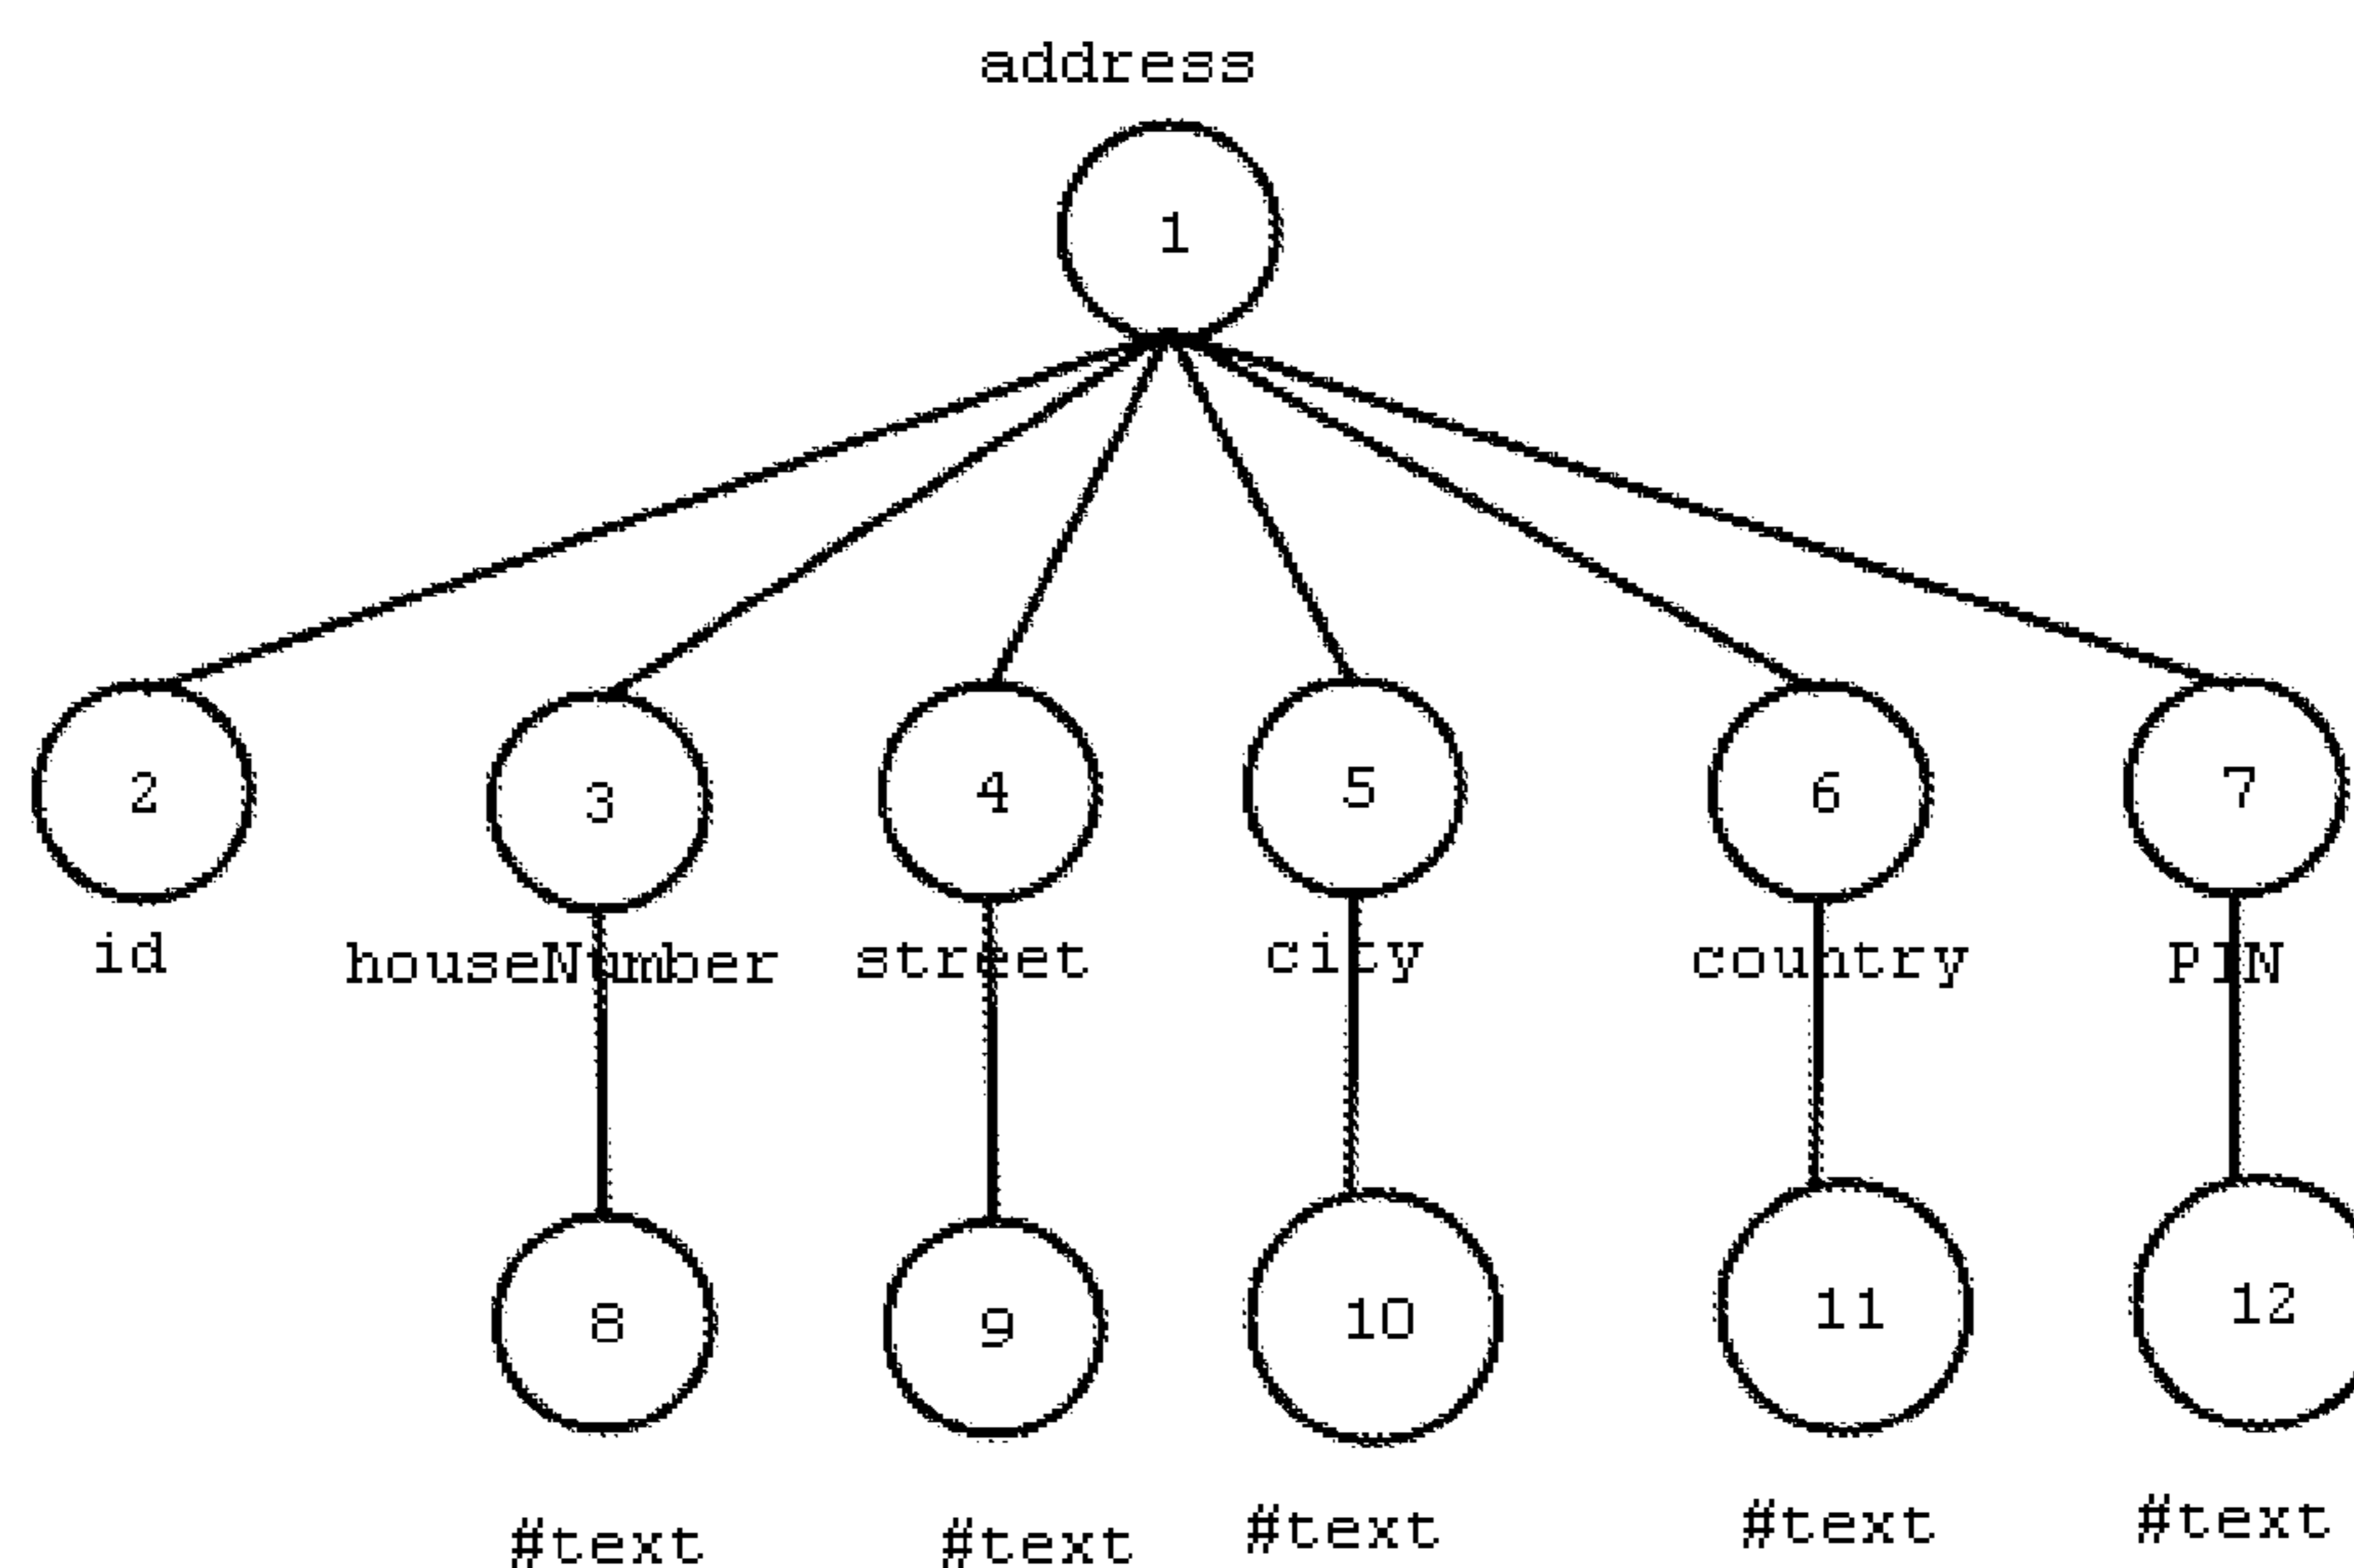 address
1
2 3 4 5 6 7
id houseNumber street city country PIN
8 9 10 11 12
#text #text #text #text #text